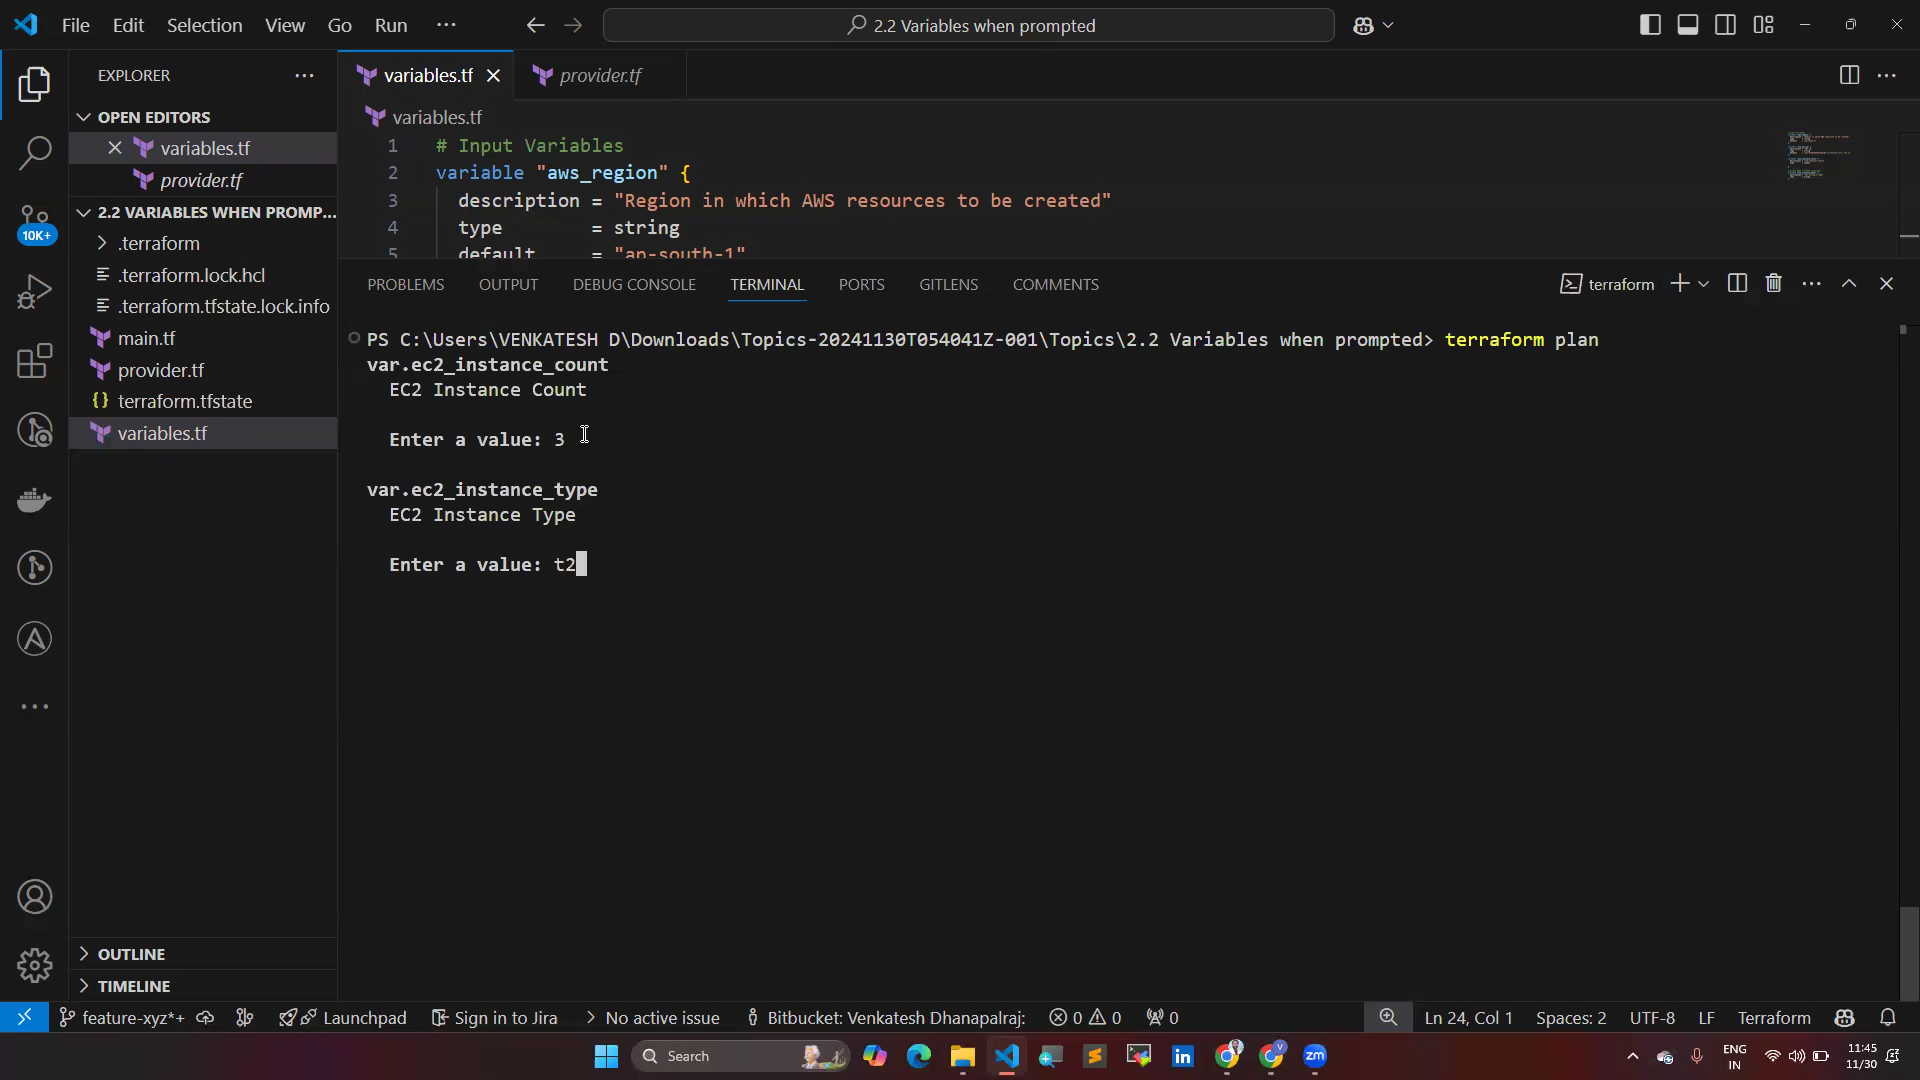 File Edit Selection View Go Run ···
2.2 Variables when prompted
EXPLORER
OPEN EDITORS
variables.tf
provider.tf
2.2 VARIABLES WHEN PROMP...
.terraform
.terraform.lock.hcl
.terraform.tfstate.lock.info
main.tf
provider.tf
terraform.tfstate
variables.tf
10K+
OUTLINE
TIMELINE
variables.tf
provider.tf
variables.tf
1 # Input Variables
2 variable "aws_region" {
3 description = "Region in which AWS resources to be created"
4 type = string
5 default = "ap-south-1"
PROBLEMS OUTPUT DEBUG CONSOLE TERMINAL PORTS GITLENS COMMENTS
terraform
PS C:\Users\VENKATESH D\Downloads\Topics-20241130T054041Z-001\Topics\2.2 Variables when prompted> terraform plan
var.ec2_instance_count
EC2 Instance Count
Enter a value: 3
var.ec2_instance_type
EC2 Instance Type
Enter a value: t2
feature-xyz*+ Launchpad Sign in to Jira No active issue Bitbucket: Venkatesh Dhanapalraj: 0 0 0 Ln 24, Col 1 Spaces: 2 UTF-8 LF Terraform
Search
ENG
IN
11:45
11/30
zm